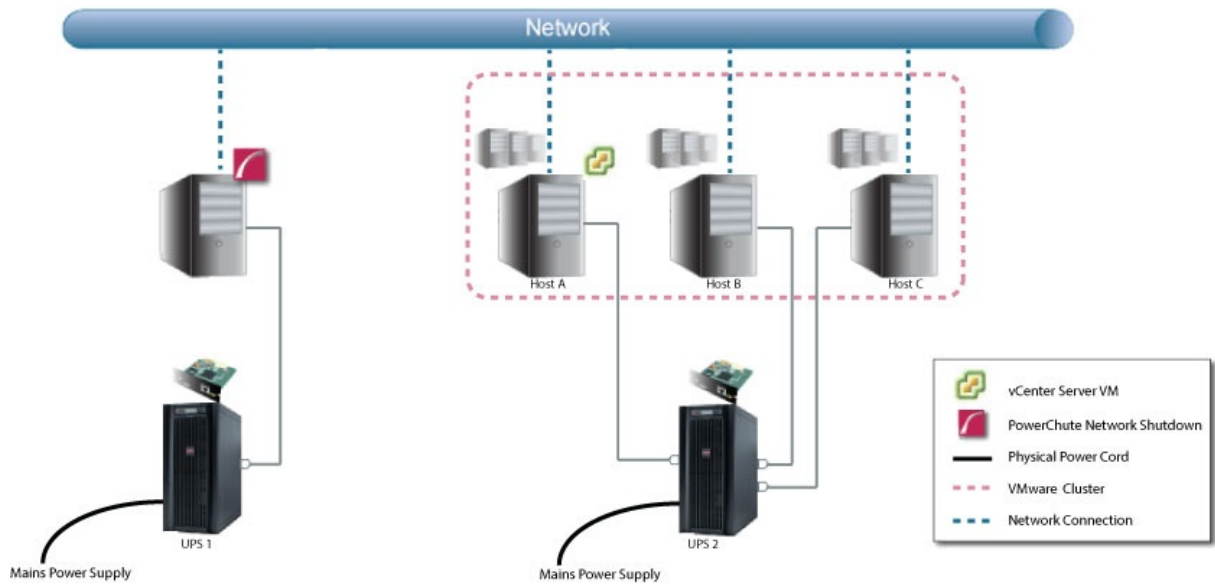 Network
Host A
Host B
Host C
UPS 1
UPS 2
Mains Power Supply
Mains Power Supply
vCenter Server VM
PowerChute Network Shutdown
Physical Power Cord
VMware Cluster
Network Connection